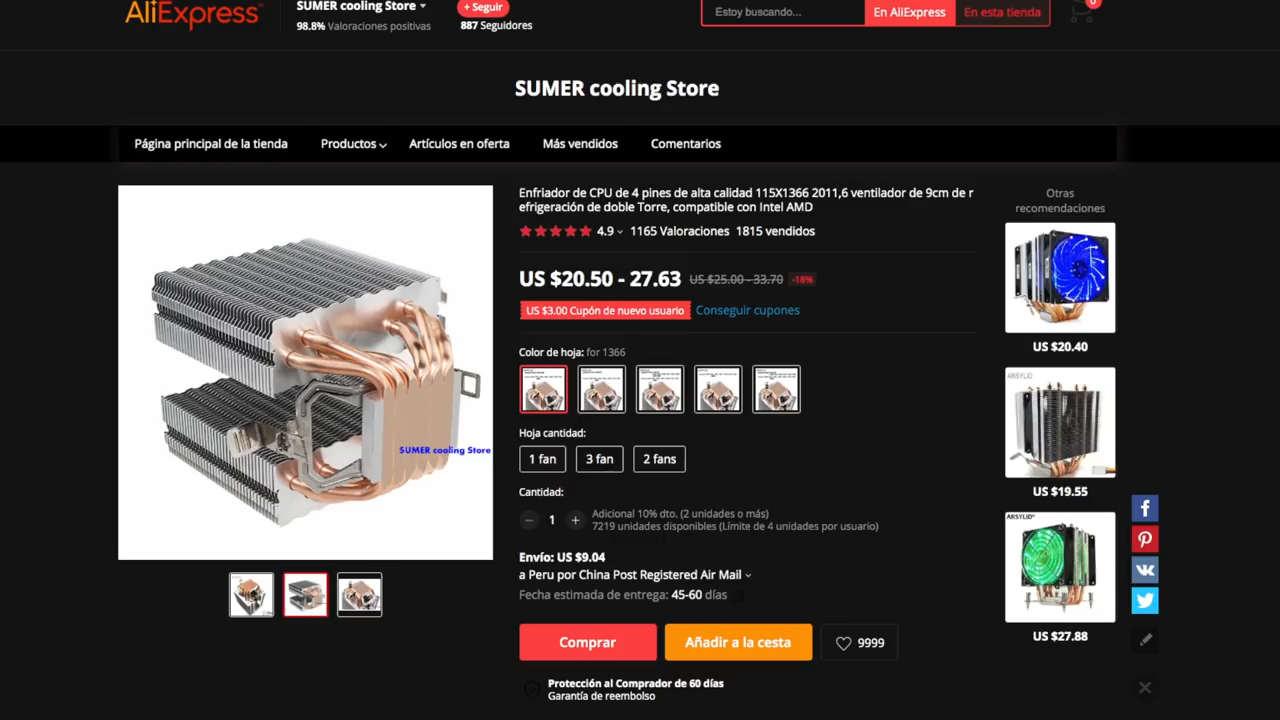 AliExpress
SUMER cooling Store
98.8% Valoraciones positivas
+ Seguir
887 Seguidores
Estoy buscando...
En AliExpress
En esta tienda
0
SUMER cooling Store
Página principal de la tienda
Productos
Artículos en oferta
Más vendidos
Comentarios
Enfriador de CPU de 4 pines de alta calidad 115X1366 2011,6 ventilador de 9cm de r
efrigeración de doble Torre, compatible con Intel AMD
4.9 1165 Valoraciones 1815 vendidos
US $20.50 - 27.63 US $25.00 - 33.70 -18%
US $3.00 Cupón de nuevo usuario Conseguir cupones
Color de hoja: for 1366
Hoja cantidad:
1 fan
3 fan
2 fans
Cantidad:
1
Adicional 10% dto. (2 unidades o más)
7219 unidades disponibles (Límite de 4 unidades por usuario)
Envío: US $9.04
a Peru por China Post Registered Air Mail
Fecha estimada de entrega: 45-60 días
Comprar
Añadir a la cesta
9999
Protección al Comprador de 60 días
Garantía de reembolso
SUMER cooling Store
Otras
recomendaciones
US $20.40
ARSYLID
US $19.55
ARSYLID®
US $27.88